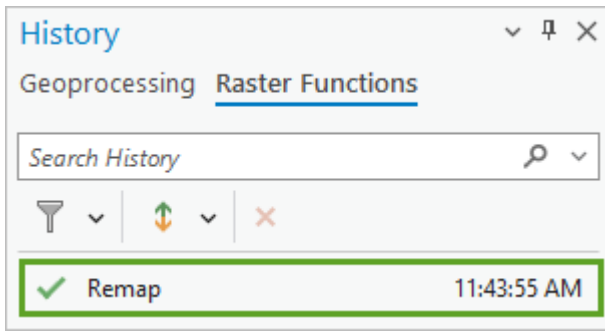 History
Geoprocessing Raster Functions
Search History
Remap 11:43:55 AM